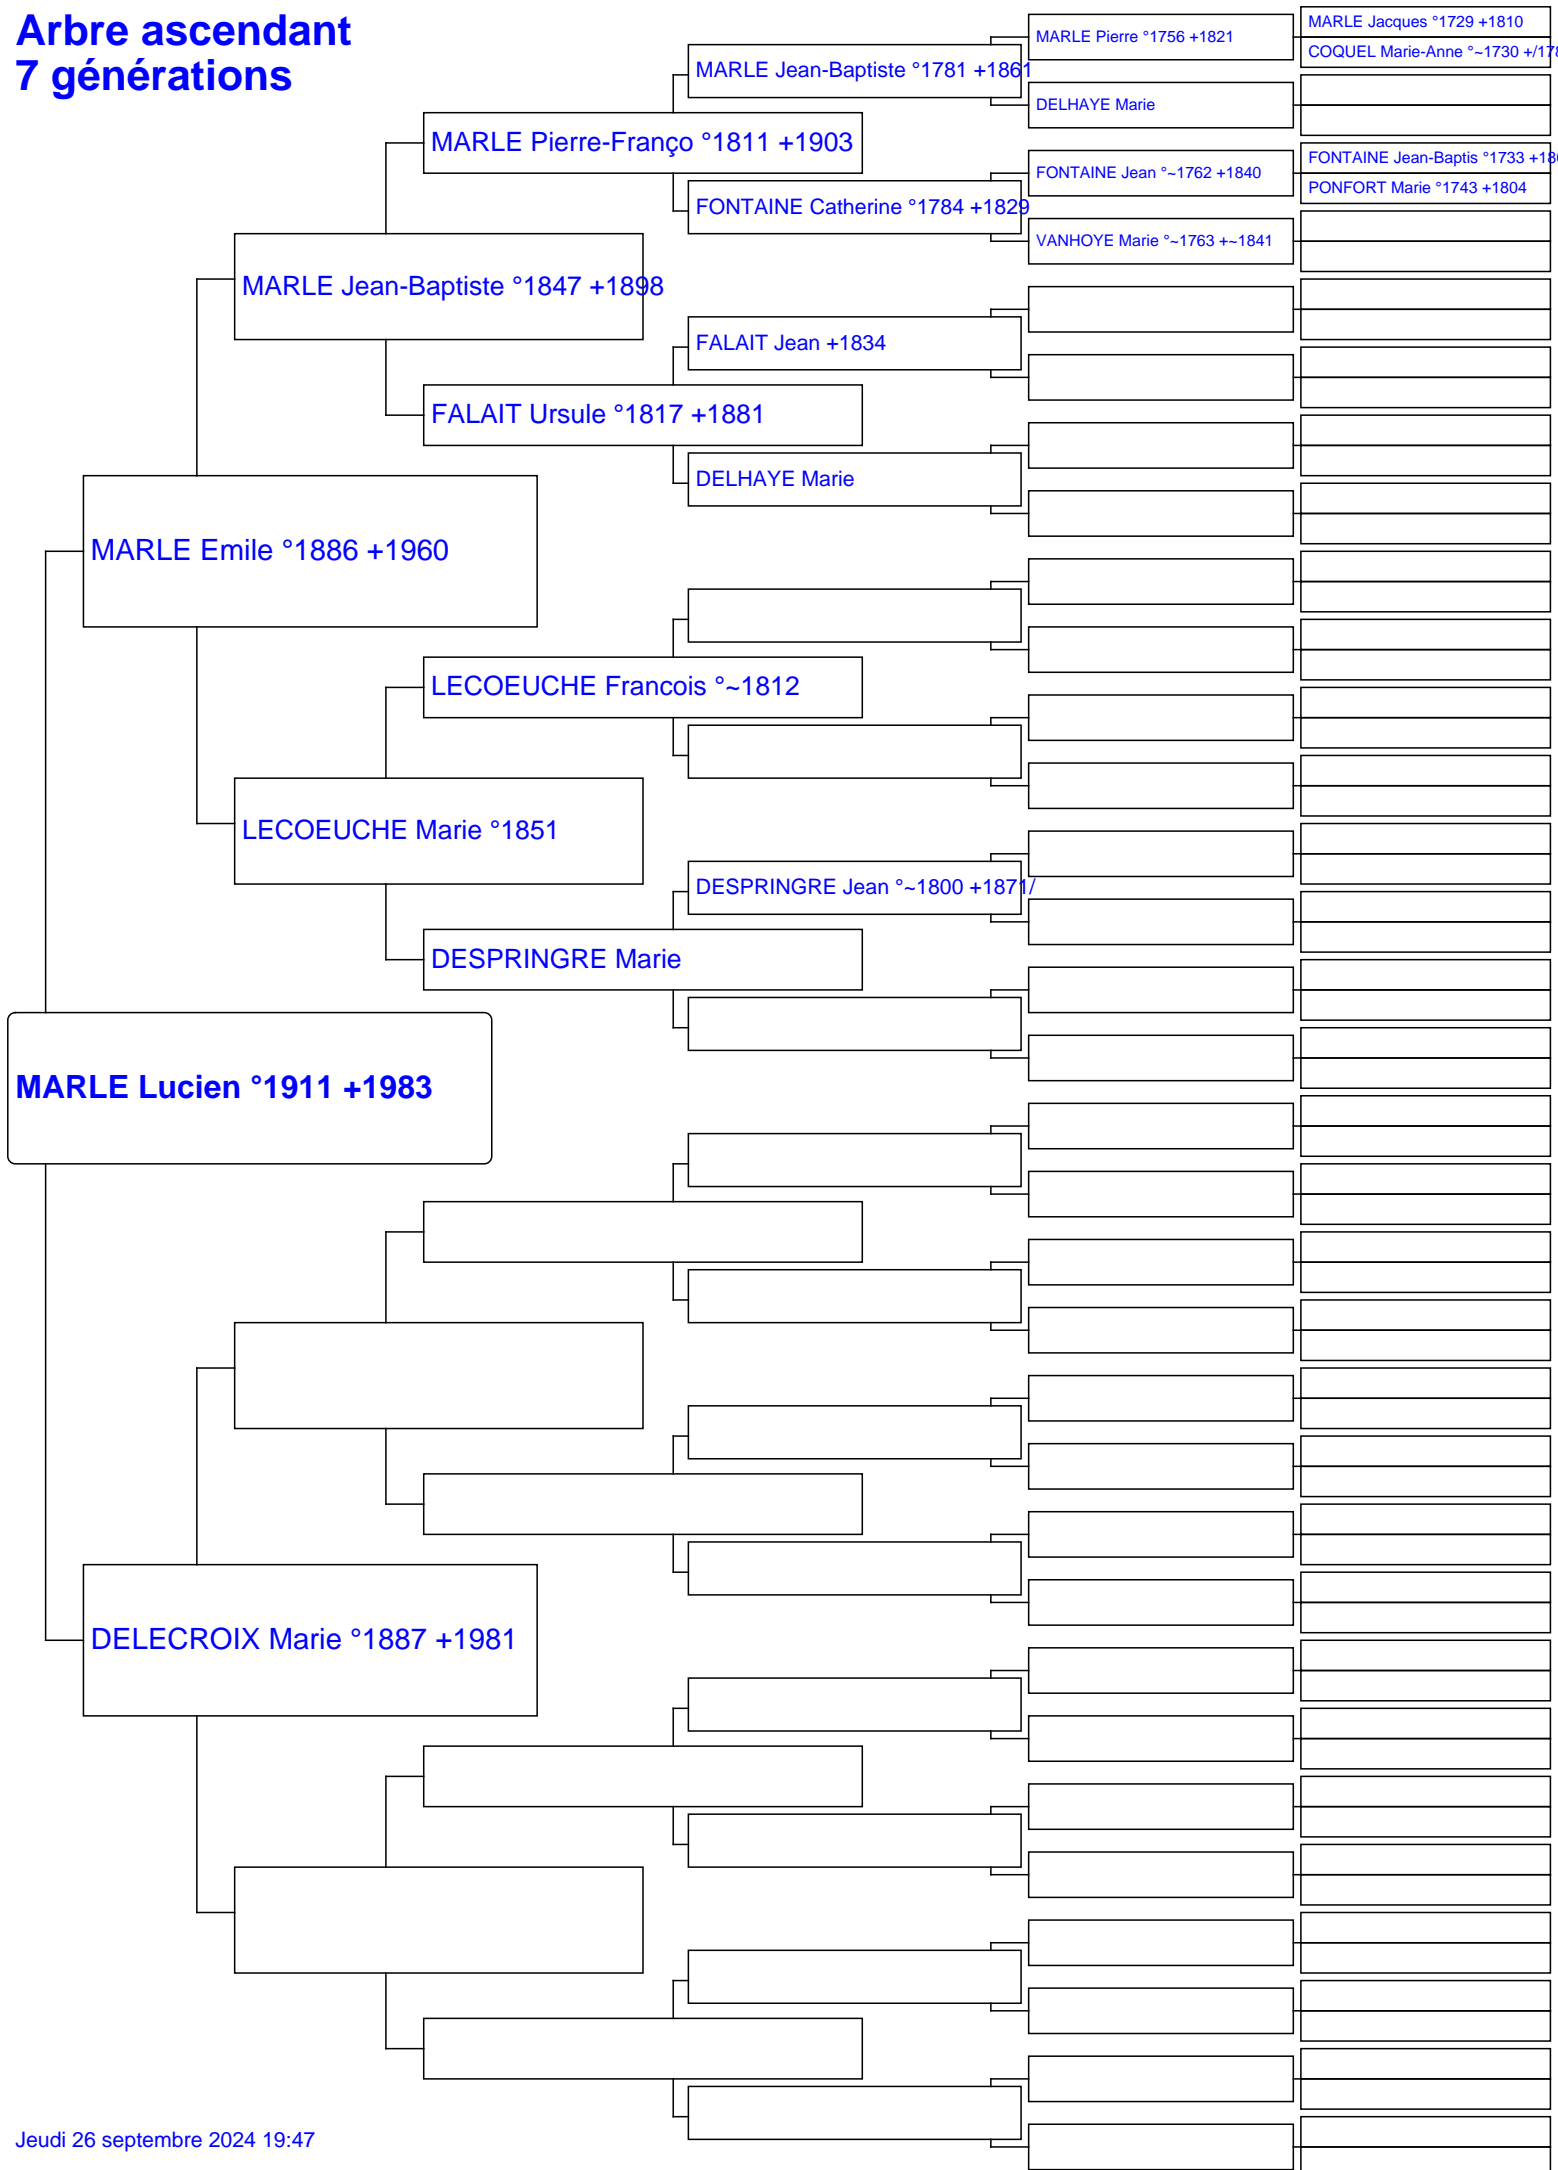 Arbre ascendant
7 générations
MARLE Jacques °1729 +1810
MARLE Pierre °1756 +1821
COQUEL Marie-Anne °~1730 +/178
MARLE Jean-Baptiste °1781 +1861
DELHAYE Marie
MARLE Pierre-Franço °1811 +1903
FONTAINE Jean-Baptis °1733 +180
FONTAINE Jean °~1762 +1840
PONFORT Marie °1743 +1804
FONTAINE Catherine °1784 +1829
VANHOYE Marie °~1763 +~1841
MARLE Jean-Baptiste °1847 +1898
FALAIT Jean +1834
FALAIT Ursule °1817 +1881
DELHAYE Marie
MARLE Emile °1886 +1960
LECOEUCHE Francois °~1812
LECOEUCHE Marie °1851
DESPRINGRE Jean °~1800 +1871/
DESPRINGRE Marie
MARLE Lucien °1911 +1983
DELECROIX Marie °1887 +1981
Jeudi 26 septembre 2024 19:47